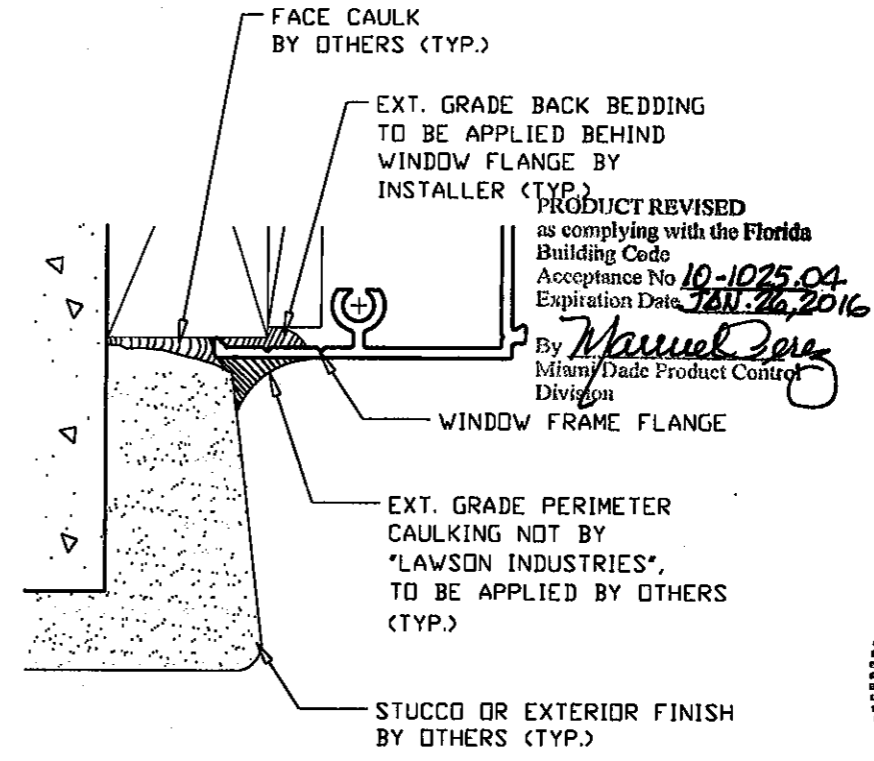 FACE CAULK
BY OTHERS (TYP.)
EXT. GRADE BACK BEDDING
TO BE APPLIED BEHIND
WINDOW FLANGE BY
INSTALLER (TYP.)
PRODUCT REVISED
as complying with the Florida
Building Code
Acceptance No 10-1025.04
Expiration Date JAN. 26, 2016
By Manuel Perez
Miami Dade Product Control
Division
WINDOW FRAME FLANGE
EXT. GRADE PERIMETER
CAULKING NOT BY
"LAWSON INDUSTRIES",
TO BE APPLIED BY OTHERS
(TYP.)
STUCCO OR EXTERIOR FINISH
BY OTHERS (TYP.)